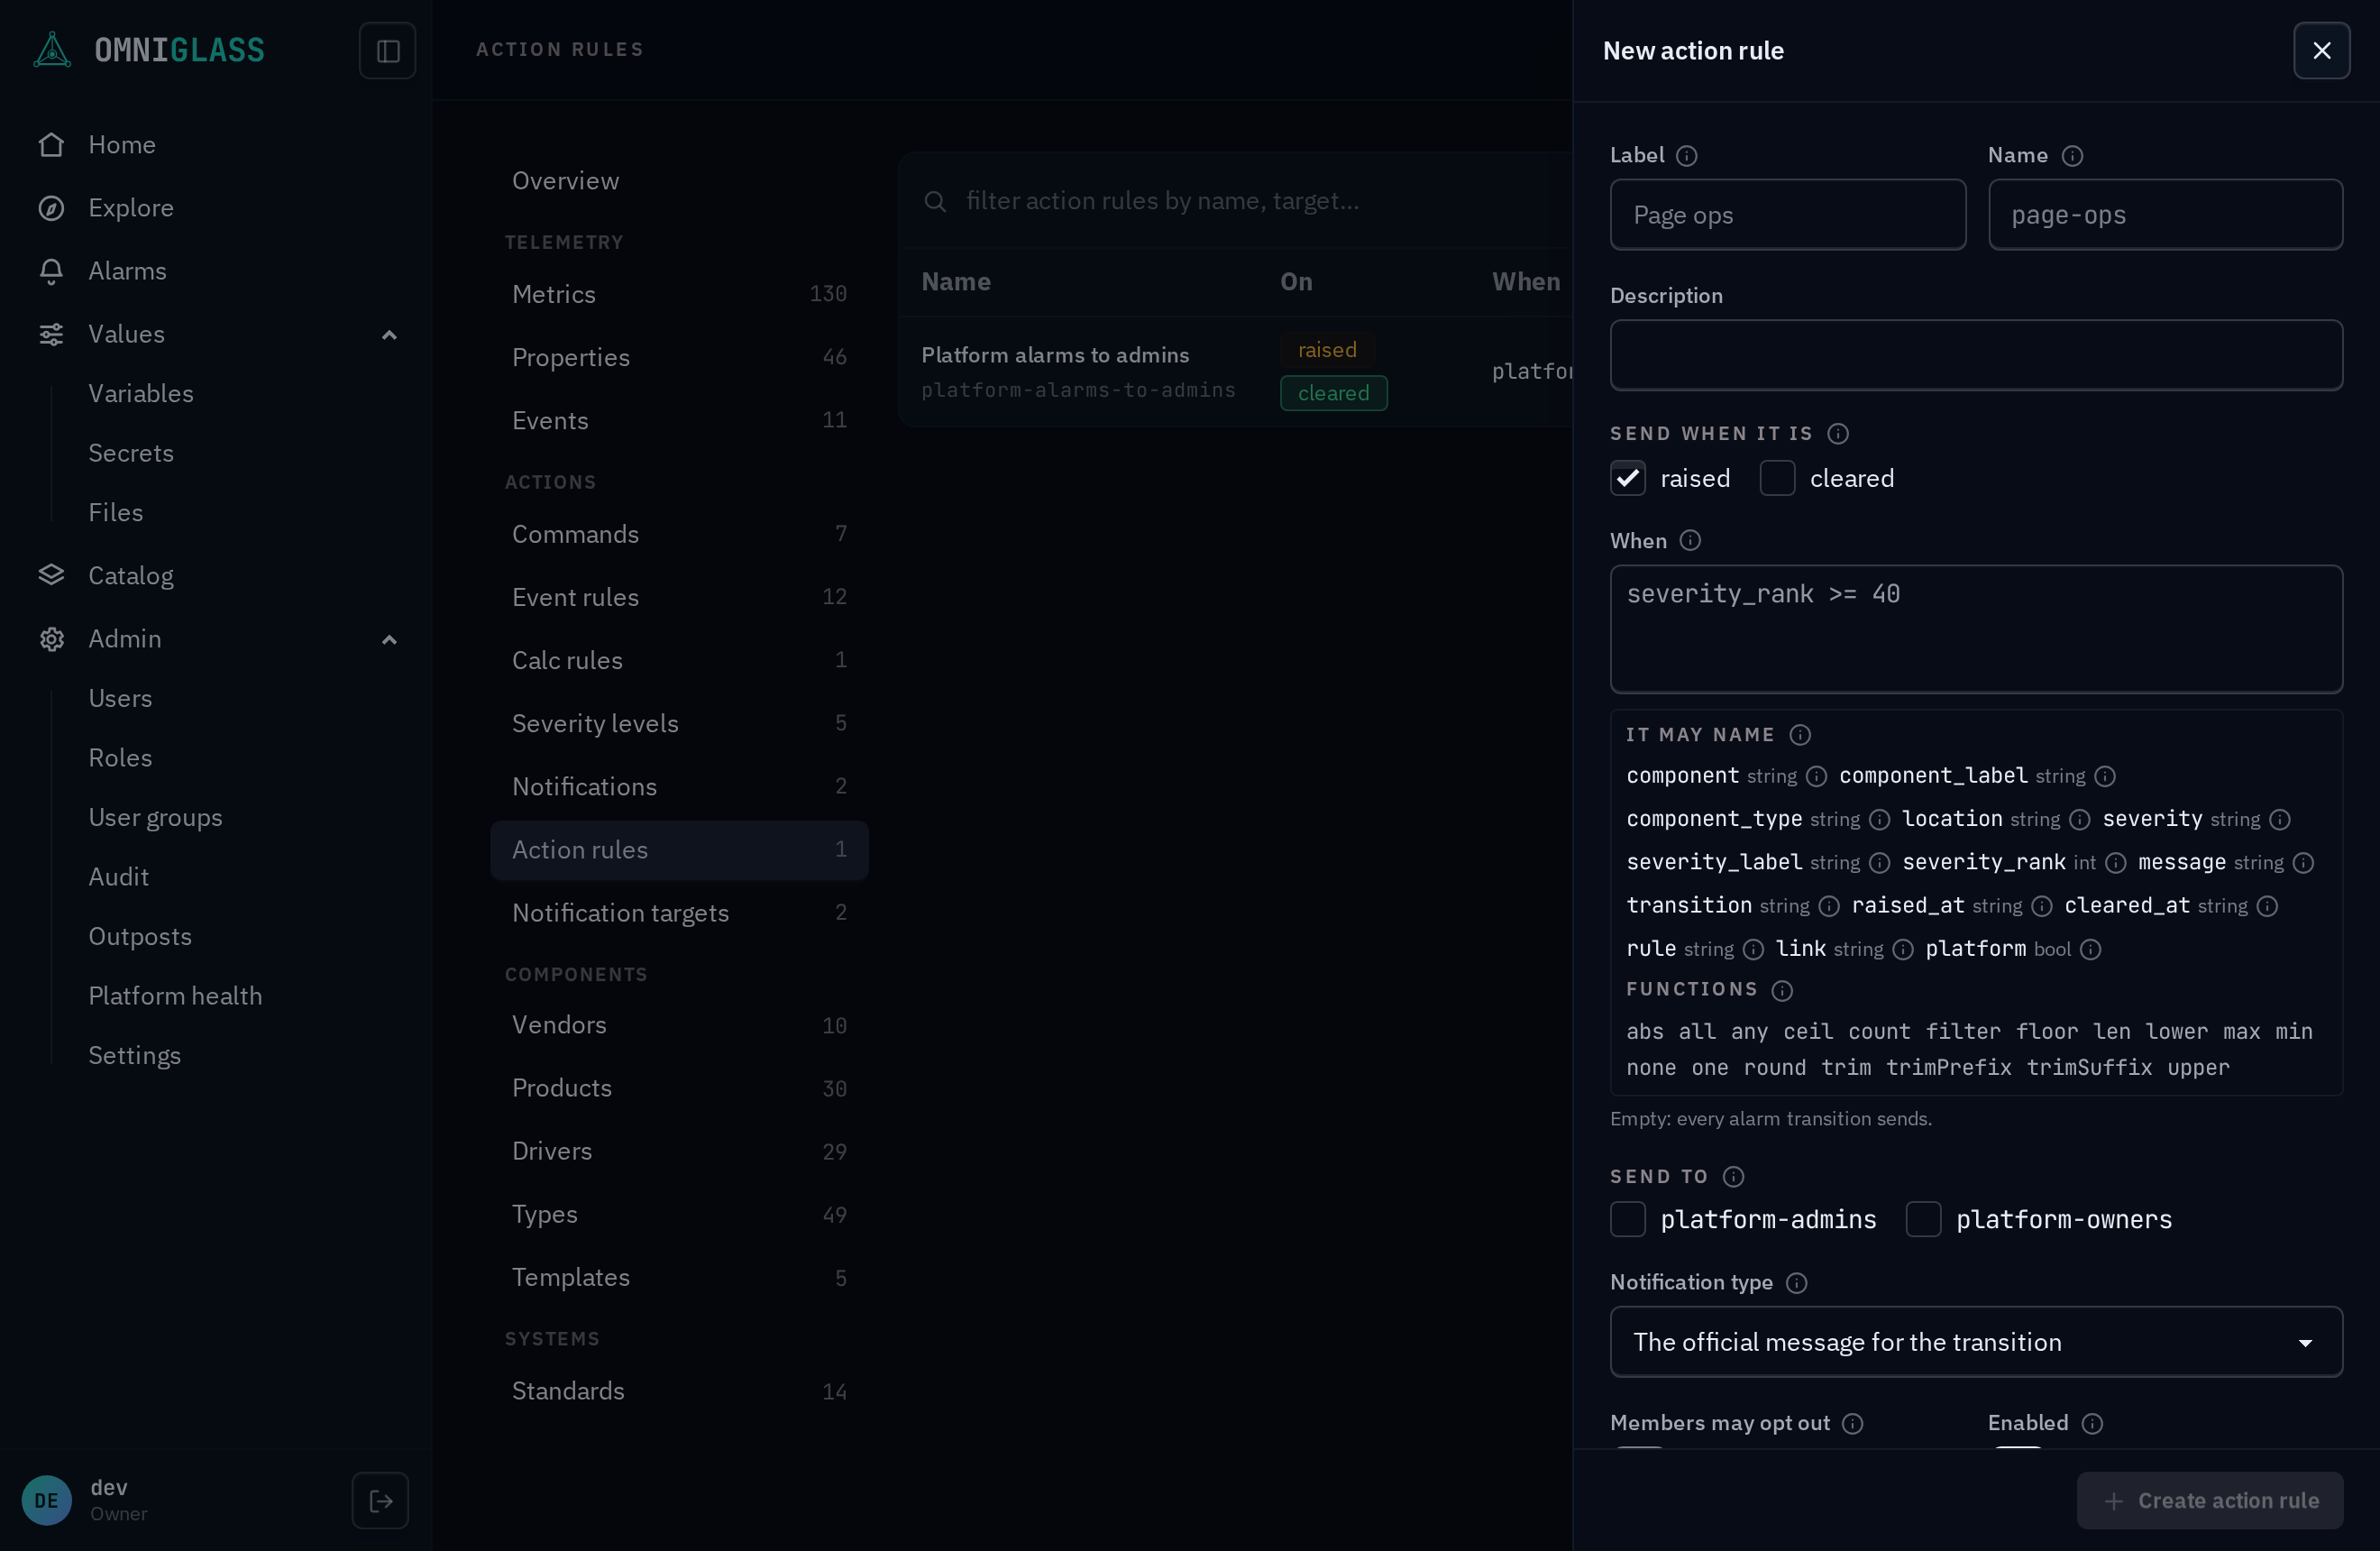 OMNIGLASS
Home
Explore
Alarms
Values
Variables
Secrets
Files
Catalog
Admin
Users
Roles
User groups
Audit
Outposts
Platform health
Settings
DE
dev
Owner
ACTION RULES
Overview
TELEMETRY
Metrics 130
Properties 46
Events 11
ACTIONS
Commands 7
Event rules 12
Calc rules 1
Severity levels 5
Notifications 2
Action rules 1
Notification targets 2
COMPONENTS
Vendors 10
Products 30
Drivers 29
Types 49
Templates 5
SYSTEMS
Standards 14
filter action rules by name, target...
Name On When
Platform alarms to admins
platform-alarms-to-admins
raised
cleared
New action rule
Label Name
Page ops page-ops
Description
SEND WHEN IT IS
raised cleared
When
severity_rank >= 40
IT MAY NAME
component string component_label string
component_type string location string severity string
severity_label string severity_rank int message string
transition string raised_at string cleared_at string
rule string link string platform bool
FUNCTIONS
abs all any ceil count filter floor len lower max min
none one round trim trimPrefix trimSuffix upper
Empty: every alarm transition sends.
SEND TO
platform-admins platform-owners
Notification type
The official message for the transition
Members may opt out Enabled
+ Create action rule